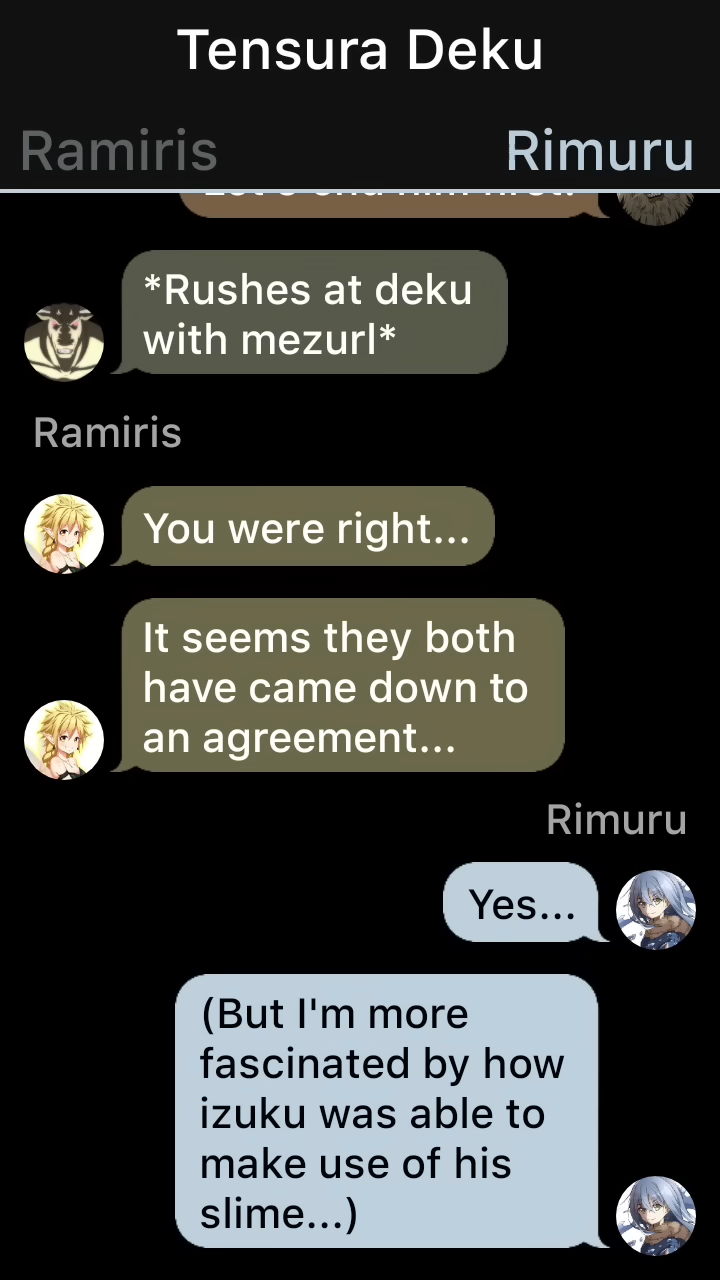 Tensura Deku
Ramiris
Rimuru
*Rushes at deku
with mezurl*
Ramiris
You were right...
It seems they both
have came down to
an agreement...
Rimuru
Yes...
(But I'm more
fascinated by how
izuku was able to
make use of his
slime...)